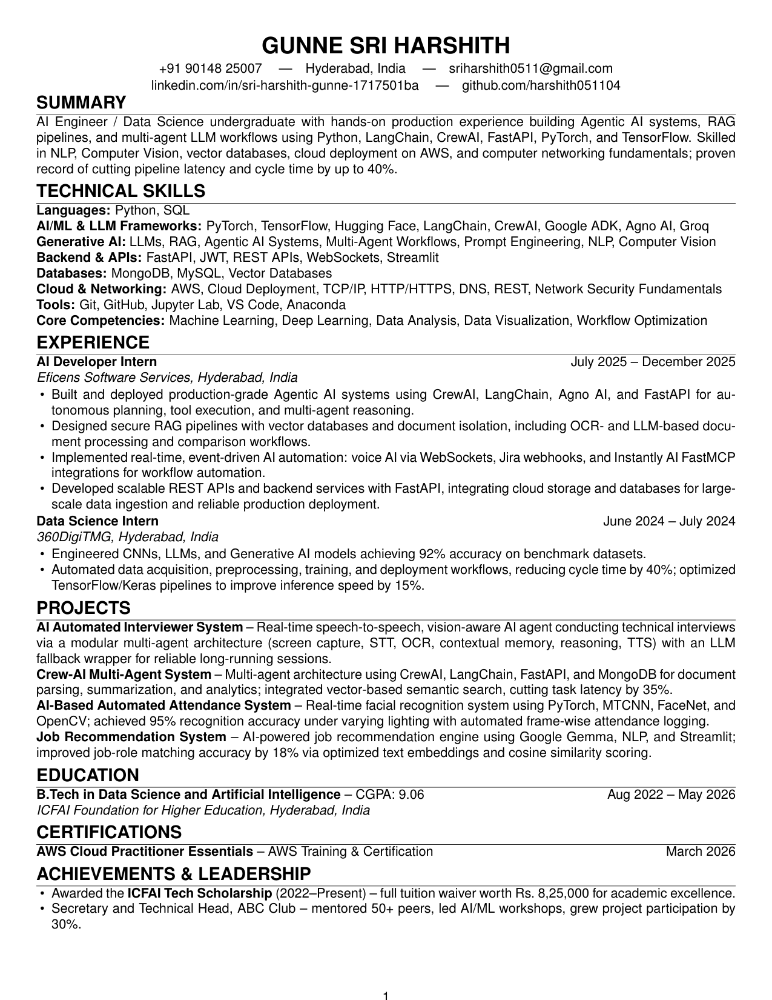 GUNNE SRI HARSHITH
+91 90148 25007 — Hyderabad, India — sriharshith0511@gmail.com
linkedin.com/in/sri-harshith-gunne-1717501ba — github.com/harshith051104
SUMMARY
AI Engineer / Data Science undergraduate with hands-on production experience building Agentic AI systems, RAG
pipelines, and multi-agent LLM workflows using Python, LangChain, CrewAI, FastAPI, PyTorch, and TensorFlow. Skilled
in NLP, Computer Vision, vector databases, cloud deployment on AWS, and computer networking fundamentals; proven
record of cutting pipeline latency and cycle time by up to 40%.
TECHNICAL SKILLS
Languages: Python, SQL
AI/ML & LLM Frameworks: PyTorch, TensorFlow, Hugging Face, LangChain, CrewAI, Google ADK, Agno AI, Groq
Generative AI: LLMs, RAG, Agentic AI Systems, Multi-Agent Workflows, Prompt Engineering, NLP, Computer Vision
Backend & APIs: FastAPI, JWT, REST APIs, WebSockets, Streamlit
Databases: MongoDB, MySQL, Vector Databases
Cloud & Networking: AWS, Cloud Deployment, TCP/IP, HTTP/HTTPS, DNS, REST, Network Security Fundamentals
Tools: Git, GitHub, Jupyter Lab, VS Code, Anaconda
Core Competencies: Machine Learning, Deep Learning, Data Analysis, Data Visualization, Workflow Optimization
EXPERIENCE
AI Developer Intern July 2025 – December 2025
Eficens Software Services, Hyderabad, India
• Built and deployed production-grade Agentic AI systems using CrewAI, LangChain, Agno AI, and FastAPI for au-
tonomous planning, tool execution, and multi-agent reasoning.
• Designed secure RAG pipelines with vector databases and document isolation, including OCR- and LLM-based docu-
ment processing and comparison workflows.
• Implemented real-time, event-driven AI automation: voice AI via WebSockets, Jira webhooks, and Instantly AI FastMCP
integrations for workflow automation.
• Developed scalable REST APIs and backend services with FastAPI, integrating cloud storage and databases for large-
scale data ingestion and reliable production deployment.
Data Science Intern June 2024 – July 2024
360DigiTMG, Hyderabad, India
• Engineered CNNs, LLMs, and Generative AI models achieving 92% accuracy on benchmark datasets.
• Automated data acquisition, preprocessing, training, and deployment workflows, reducing cycle time by 40%; optimized
TensorFlow/Keras pipelines to improve inference speed by 15%.
PROJECTS
AI Automated Interviewer System – Real-time speech-to-speech, vision-aware AI agent conducting technical interviews
via a modular multi-agent architecture (screen capture, STT, OCR, contextual memory, reasoning, TTS) with an LLM
fallback wrapper for reliable long-running sessions.
Crew-AI Multi-Agent System – Multi-agent architecture using CrewAI, LangChain, FastAPI, and MongoDB for document
parsing, summarization, and analytics; integrated vector-based semantic search, cutting task latency by 35%.
AI-Based Automated Attendance System – Real-time facial recognition system using PyTorch, MTCNN, FaceNet, and
OpenCV; achieved 95% recognition accuracy under varying lighting with automated frame-wise attendance logging.
Job Recommendation System – AI-powered job recommendation engine using Google Gemma, NLP, and Streamlit;
improved job-role matching accuracy by 18% via optimized text embeddings and cosine similarity scoring.
EDUCATION
B.Tech in Data Science and Artificial Intelligence – CGPA: 9.06 Aug 2022 – May 2026
ICFAI Foundation for Higher Education, Hyderabad, India
CERTIFICATIONS
AWS Cloud Practitioner Essentials – AWS Training & Certification March 2026
ACHIEVEMENTS & LEADERSHIP
• Awarded the ICFAI Tech Scholarship (2022–Present) – full tuition waiver worth Rs. 8,25,000 for academic excellence.
• Secretary and Technical Head, ABC Club – mentored 50+ peers, led AI/ML workshops, grew project participation by
30%.
1